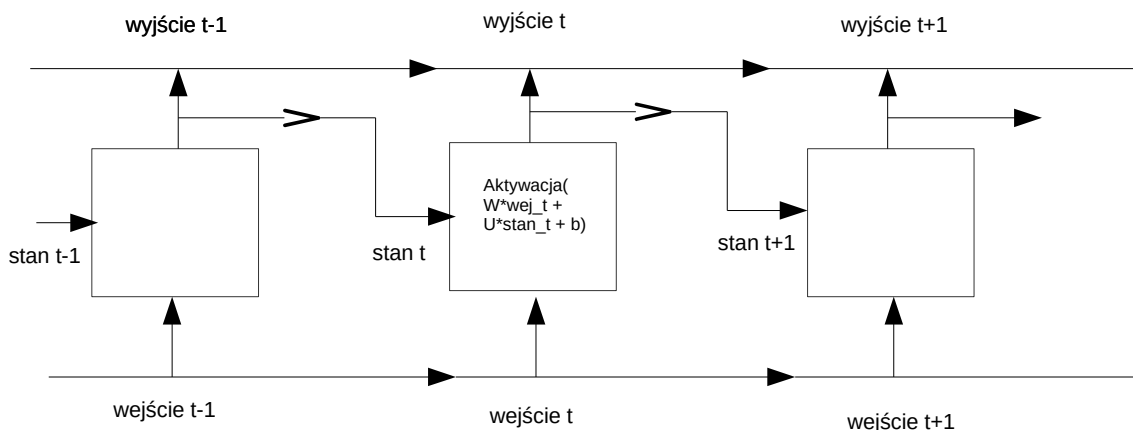 wyjście t-1
wyjście t
wyjście t+1
Aktywacja(
W*wej_t +
U*stan_t + b)
stan t-1
stan t
stan t+1
wejście t-1
wejście t
wejście t+1